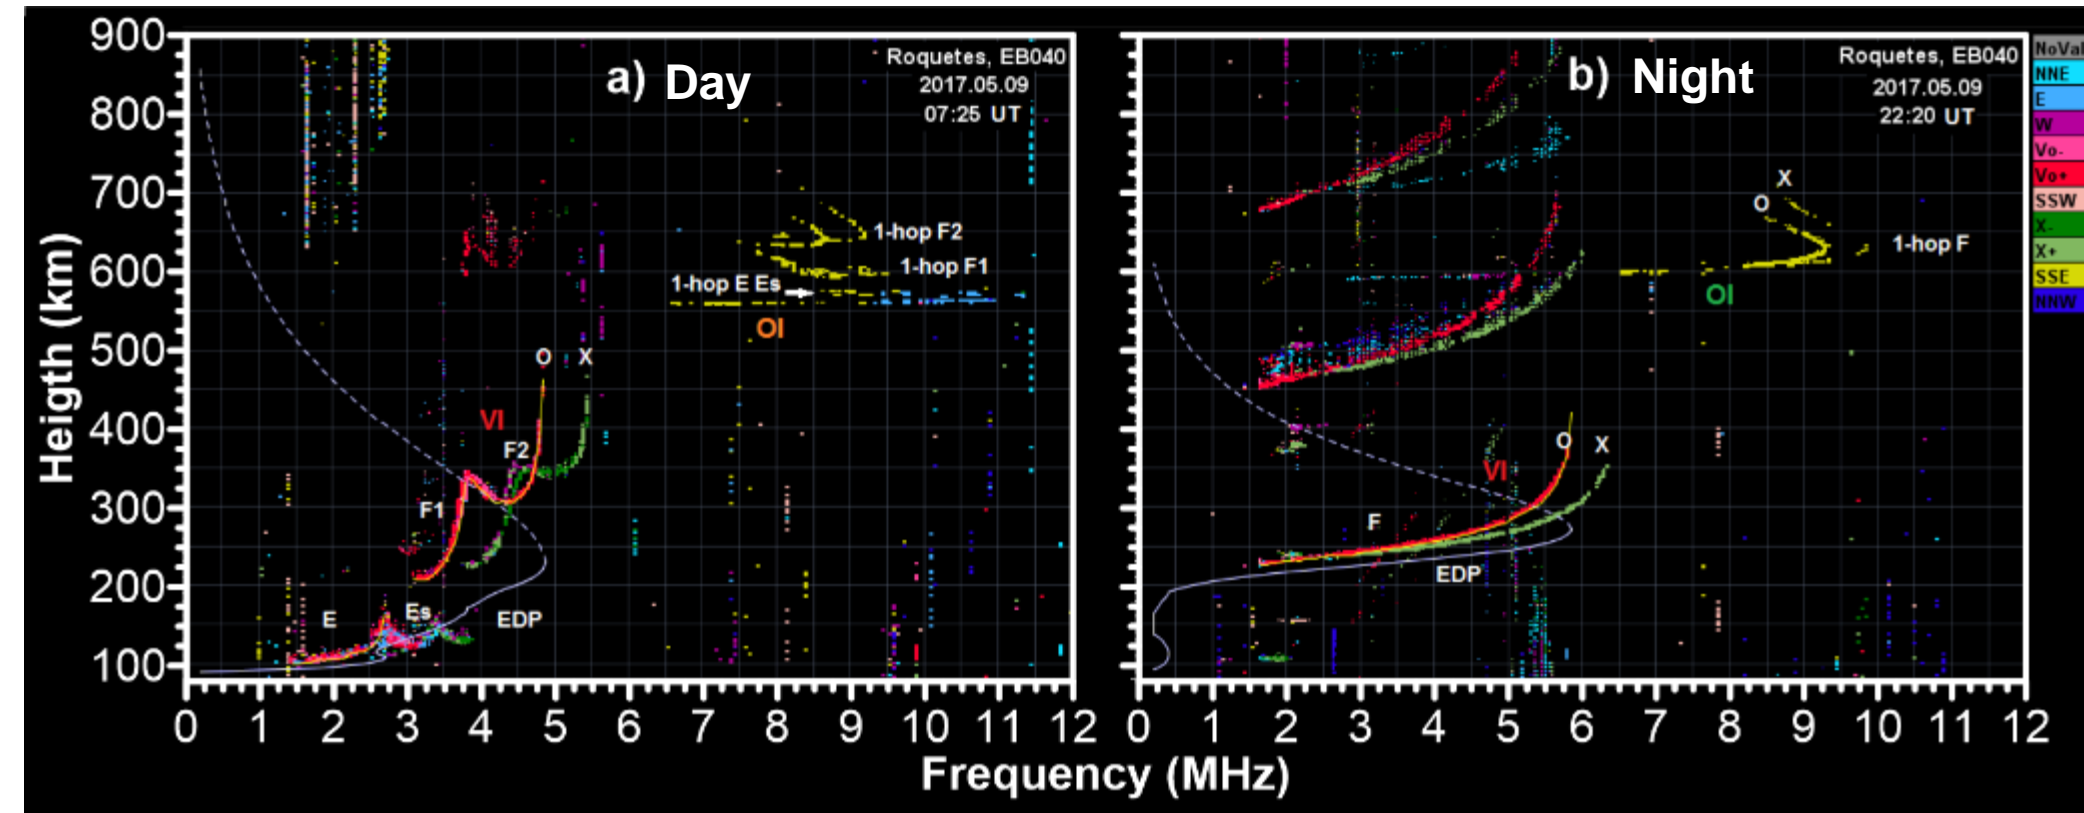 Heigth (km)
900
800
700
600
500
400
300
200
100
a) Day
Roquetes, EB040
2017.05.09
07:25 UT
1-hop F2
1-hop F1
1-hop E Es
OI
O X
VI
F2
F1
E
Es
EDP
0 1 2 3 4 5 6 7 8 9 10 11 12
b) Night
Roquetes, EB040
2017.05.09
22:20 UT
X
O
1-hop F
OI
O
X
VI
F
EDP
0 1 2 3 4 5 6 7 8 9 10 11 12
Frequency (MHz)
NoVal
NNE
E
W
Vo-
Vo+
SSW
X-
X+
SSE
NNW